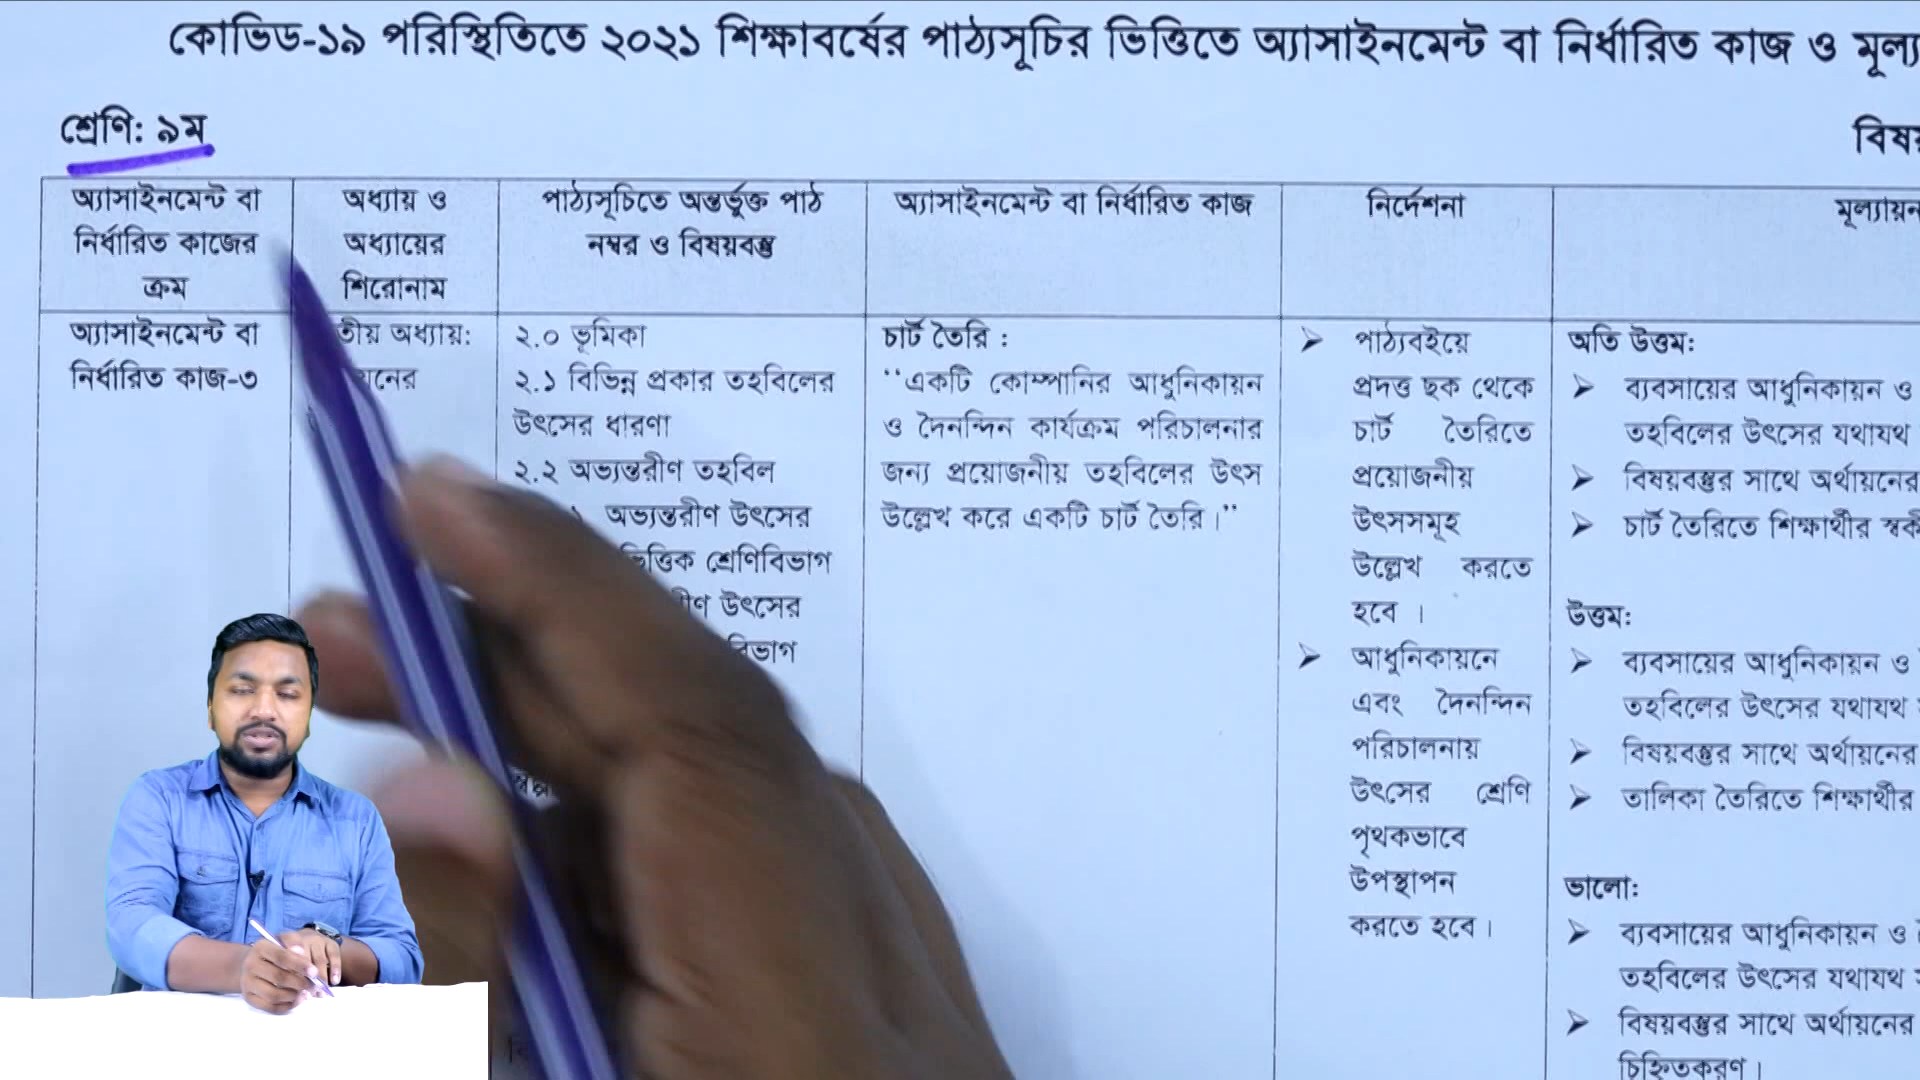 কোভিড-১৯ পরিস্থিতিতে ২০২১ শিক্ষাবর্ষের পাঠ্যসূচির ভিত্তিতে অ্যাসাইনমেন্ট বা নির্ধারিত কাজ ও
শ্রেণি: ৯ম
অ্যাসাইনমেন্ট বা
নির্ধারিত কাজের
ক্রম
অধ্যায় ও
অধ্যায়ের
শিরোনাম
পাঠ্যসূচিতে অন্তর্ভুক্ত পাঠ
নম্বর ও বিষয়বস্তু
অ্যাসাইনমেন্ট বা নির্ধারিত কাজ
নির্দেশনা
অ্যাসাইনমেন্ট বা
নির্ধারিত কাজ-৩
অধ্যায়:
২.০ ভূমিকা
২.১ বিভিন্ন প্রকার তহবিলের
উৎসের ধারণা
২.২ অভ্যন্তরীণ তহবিল
অভ্যন্তরীণ উৎসের
শ্রেণিবিভাগ
উৎসের
চার্ট তৈরি :
‘‘একটি কোম্পানির আধুনিকায়ন
ও দৈনন্দিন কার্যক্রম পরিচালনার
জন্য প্রয়োজনীয় তহবিলের উৎস
উল্লেখ করে একটি চার্ট তৈরি।’’
➢ পাঠ্যবইয়ে
প্রদত্ত ছক থেকে
চার্ট তৈরিতে
প্রয়োজনীয়
উৎসসমূহ
উল্লেখ করতে
হবে ।
➢ আধুনিকায়নে
এবং দৈনন্দিন
পরিচালনায়
উৎসের শ্রেণি
পৃথকভাবে
উপস্থাপন
করতে হবে।
অতি উত্তম:
➢ ব্যবসায়ের আধুনিকায়ন ও
তহবিলের উৎসের যথাযথ
➢ বিষয়বস্তুর সাথে অর্থায়নের
➢ চার্ট তৈরিতে শিক্ষার্থীর
উত্তম:
➢ ব্যবসায়ের আধুনিকায়ন ও
তহবিলের উৎসের যথাযথ
➢ বিষয়বস্তুর সাথে অর্থায়নের
➢ তালিকা তৈরিতে শিক্ষার্থীর
ভালো:
➢ ব্যবসায়ের আধুনিকায়ন ও
তহবিলের উৎসের যথাযথ
➢ বিষয়বস্তুর সাথে অর্থায়নের
চিহ্নিতকরণ।